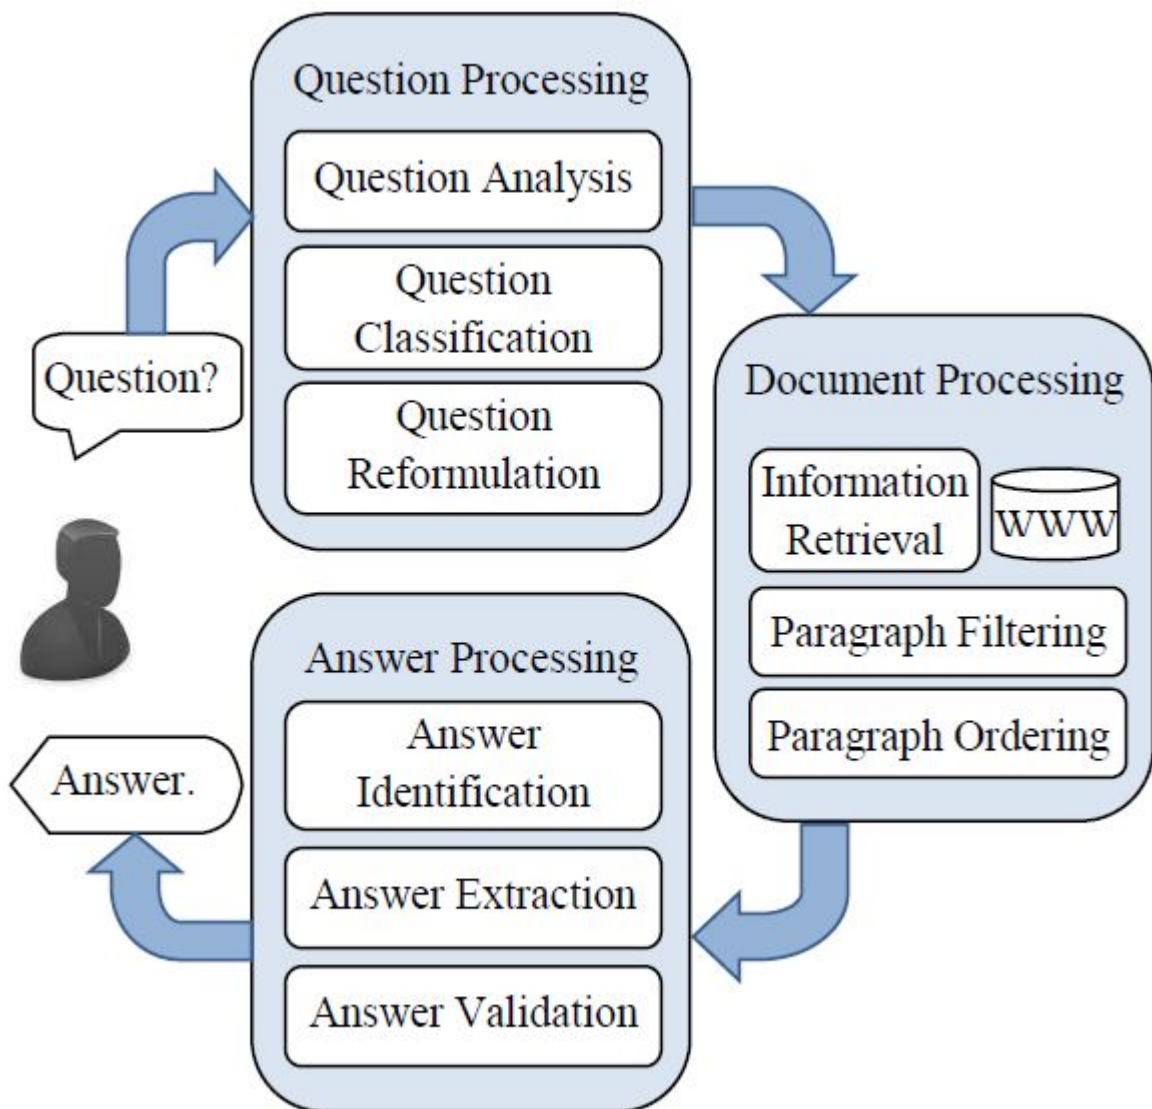 Question Processing
Question Analysis
Question
Classification
Question
Reformulation
Question?
Document Processing
Information
Retrieval
WWW
Paragraph Filtering
Paragraph Ordering
Answer Processing
Answer
Identification
Answer Extraction
Answer Validation
Answer.